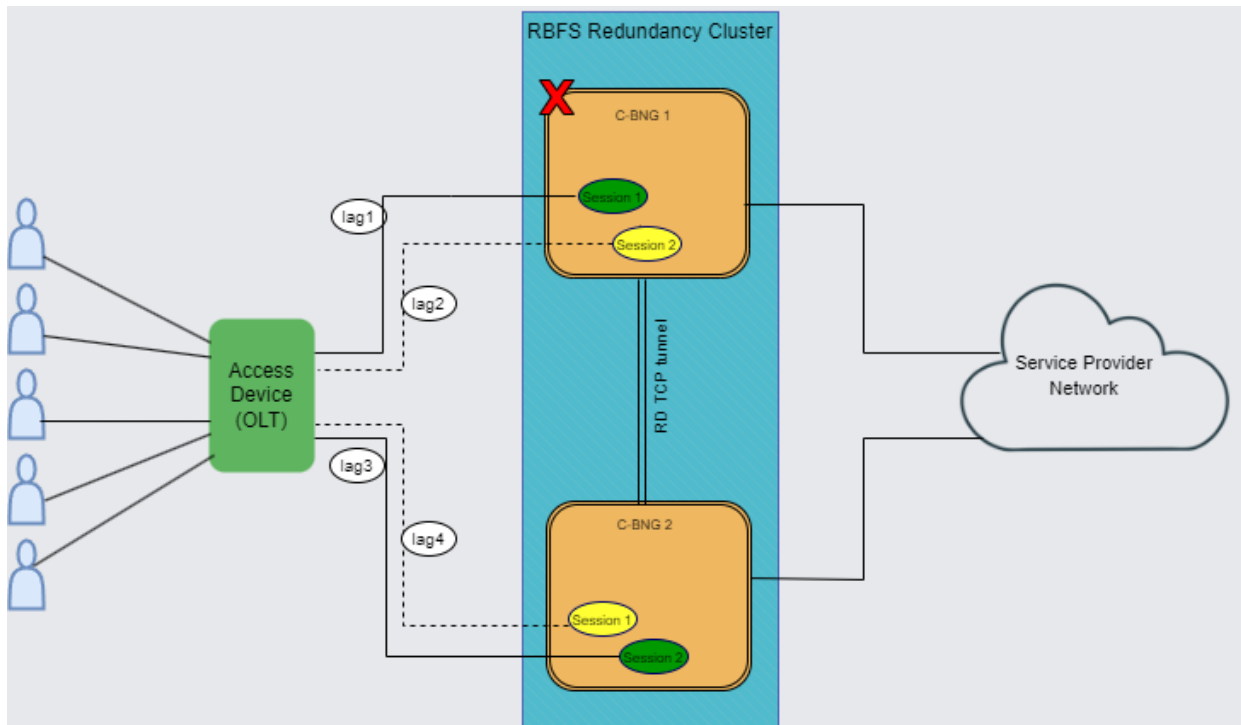 RBFS Redundancy Cluster
X
C-BNG 1
Session 1
Session 2
lag1
lag2
Access
Device
(OLT)
RD TCP tunnel
Service Provider
Network
lag3
lag4
C-BNG 2
Session 1
Session 2